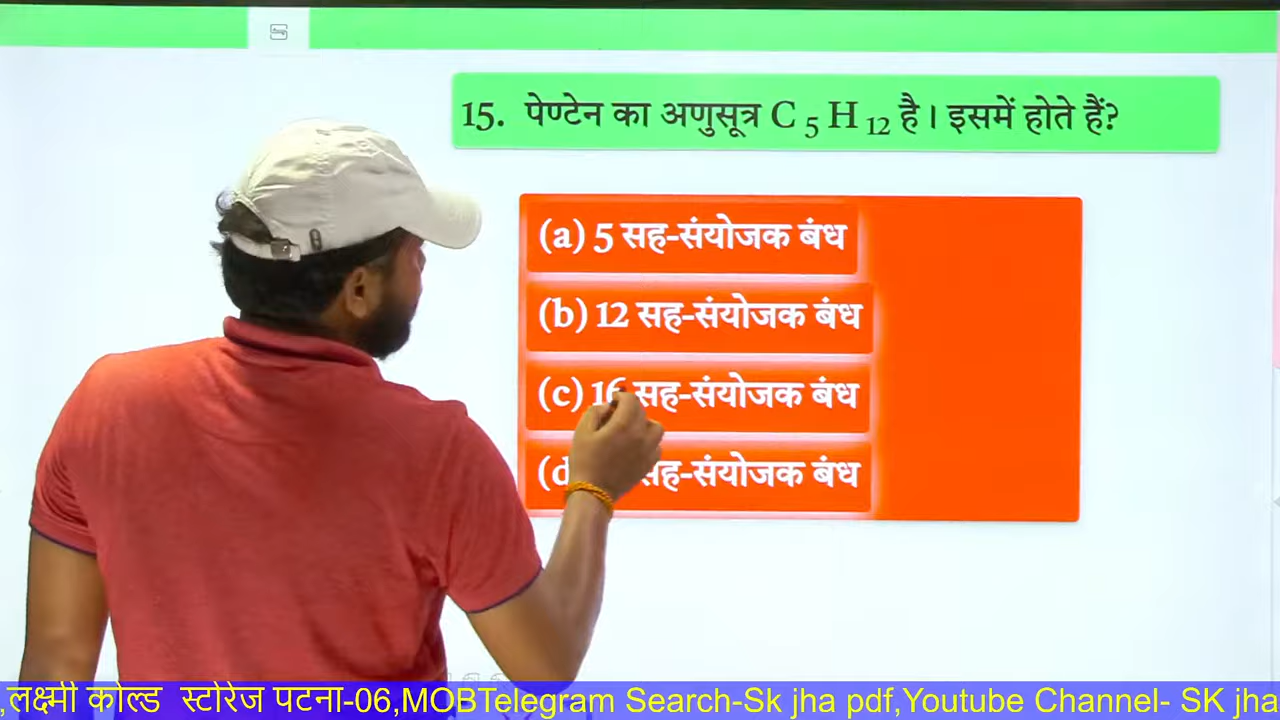 15. पेण्टेन का अणुसूत्र C 5 H 12 है। इसमें होते हैं?
(a) 5 सह-संयोजक बंध
(b) 12 सह-संयोजक बंध
(c) 16 सह-संयोजक बंध
(d सह-संयोजक बंध
,लक्ष्मी कोल्ड स्टोरेज पटना-06,MOBTelegram Search-Sk jha pdf,Youtube Channel- SK jha